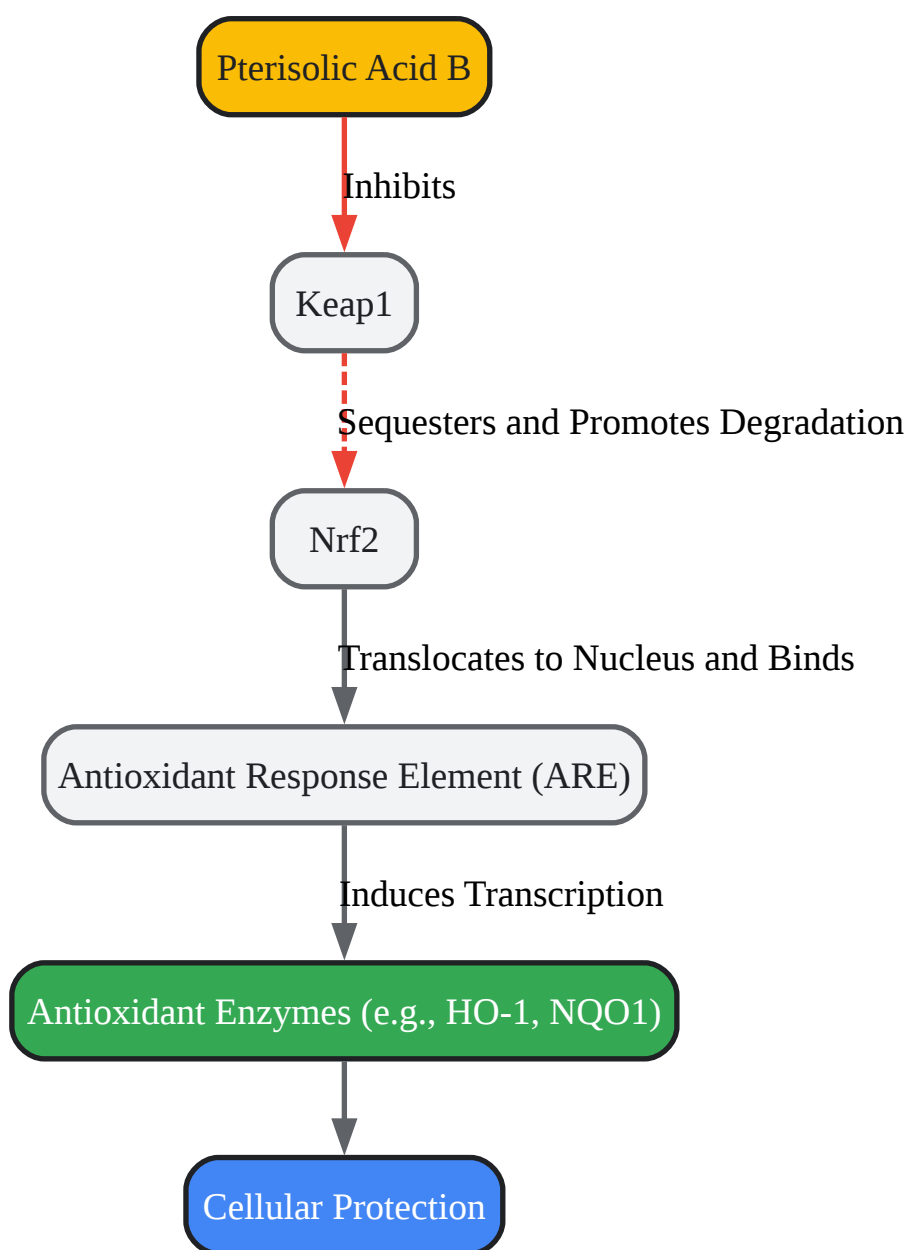 Pterisolic Acid B
Inhibits
Keap1
Sequesters and Promotes Degradation
Nrf2
Translocates to Nucleus and Binds
Antioxidant Response Element (ARE)
Induces Transcription
Antioxidant Enzymes (e.g., HO-1, NQO1)
Cellular Protection